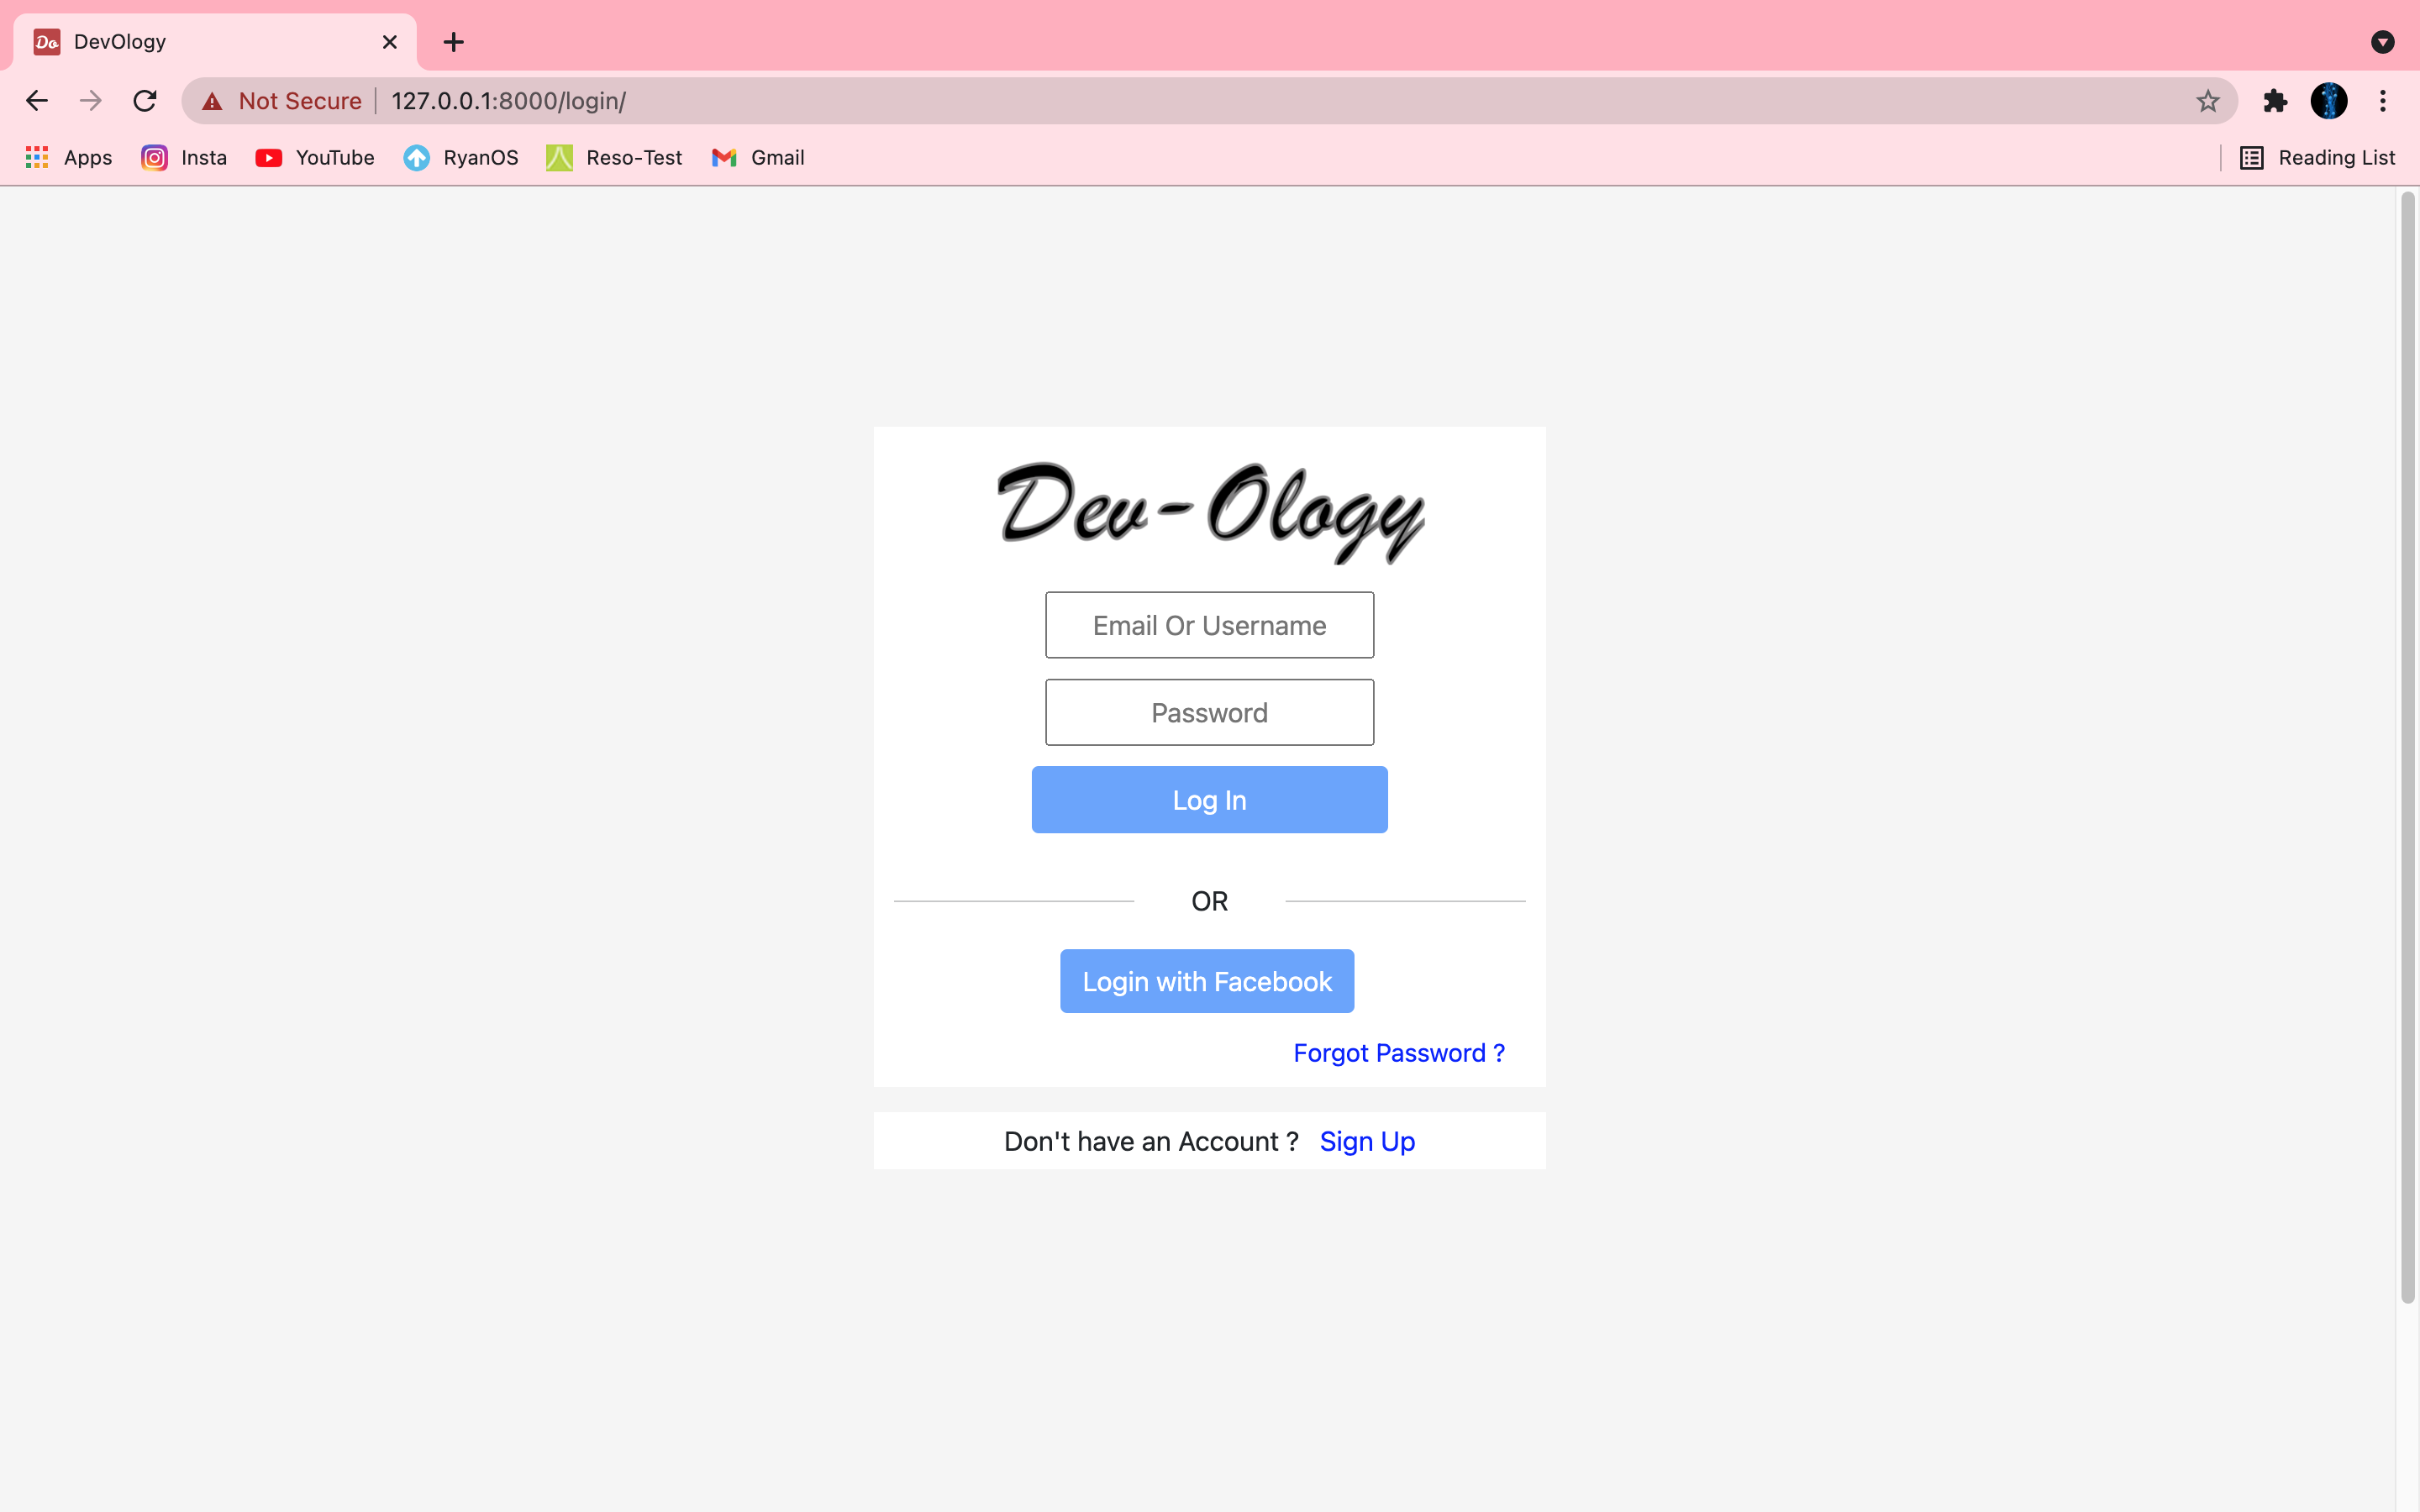 Do DevOlogy
Not Secure 127.0.0.1:8000/login/
Apps Insta YouTube RyanOS Reso-Test Gmail Reading List
Dev-Ology
Email Or Username
Password
Log In
OR
Login with Facebook
Forgot Password ?
Don't have an Account ? Sign Up